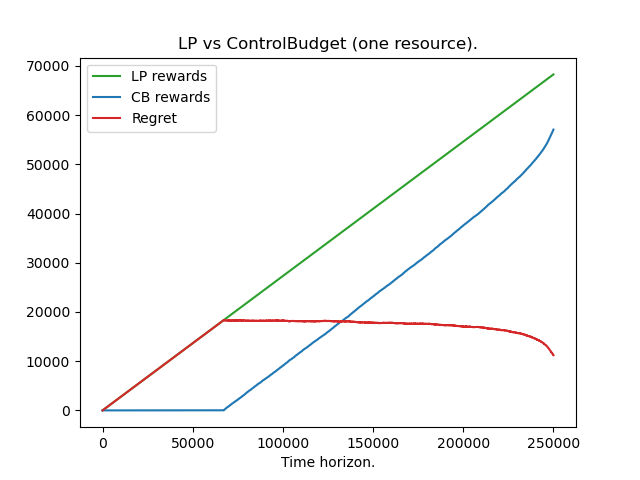 LP vs ControlBudget (one resource).
LP rewards
CB rewards
Regret
70000
60000
50000
40000
30000
20000
10000
0
0 50000 100000 150000 200000 250000
Time horizon.